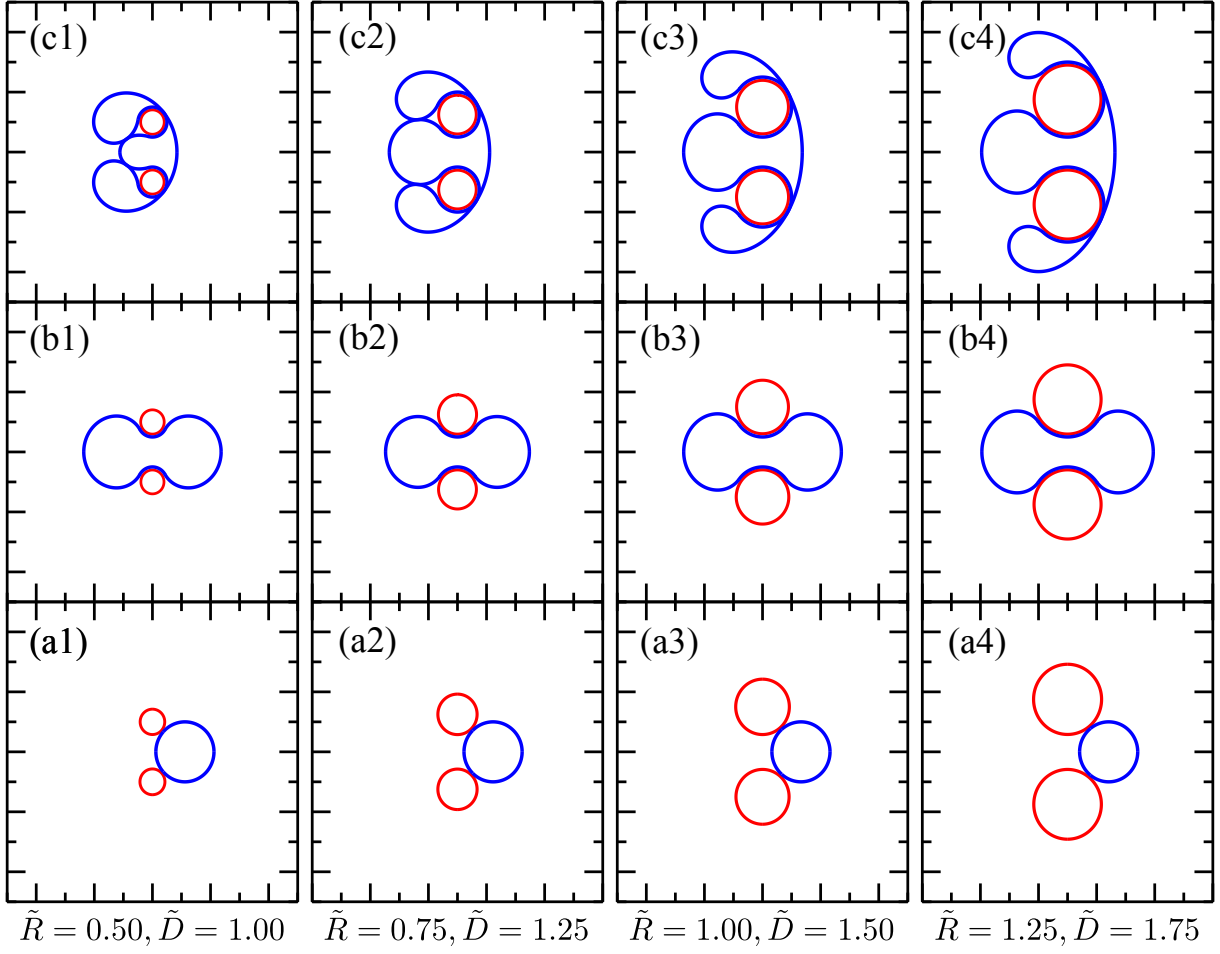 (c1) (c2) (c3) (c4)
(b1) (b2) (b3) (b4)
(a1) (a2) (a3) (a4)
R̃ = 0.50, D̃ = 1.00 R̃ = 0.75, D̃ = 1.25 R̃ = 1.00, D̃ = 1.50 R̃ = 1.25, D̃ = 1.75